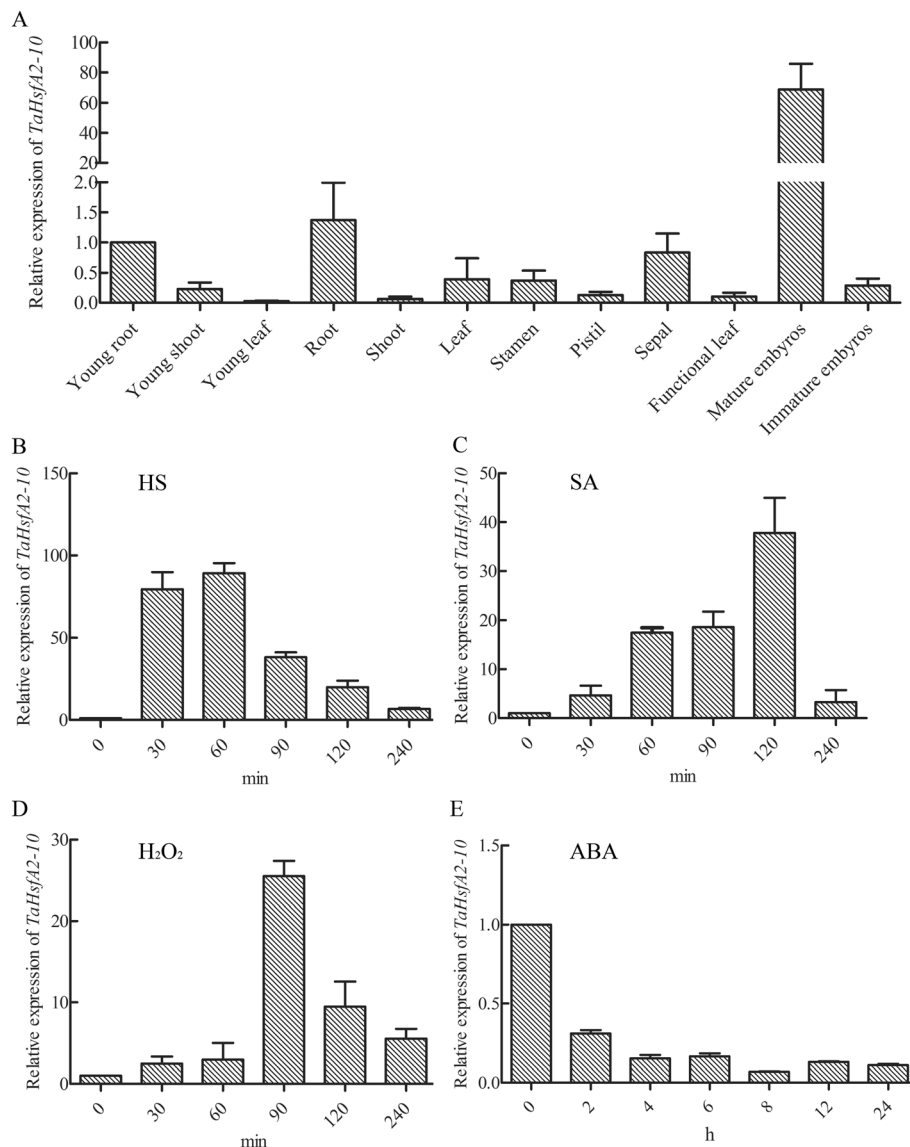 A
Relative expression of TaHsfA2-10
100
80
60
40
20
2.0
1.5
1.0
0.5
0.0
Young root
Young shoot
Young leaf
Root
Shoot
Leaf
Stamen
Pistil
Sepal
Functional leaf
Mature embyros
Immature embyros
B
Relative expression of TaHsfA2-10
HS
150
100
50
0
0
30
60
90
120
240
min
C
Relative expression of TaHsfA2-10
SA
50
40
30
20
10
0
0
30
60
90
120
240
min
D
Relative expression of TaHsfA2-10
H₂O₂
30
20
10
0
0
30
60
90
120
240
min
E
Relative expression of TaHsfA2-10
ABA
1.5
1.0
0.5
0.0
0
2
4
6
8
12
24
h